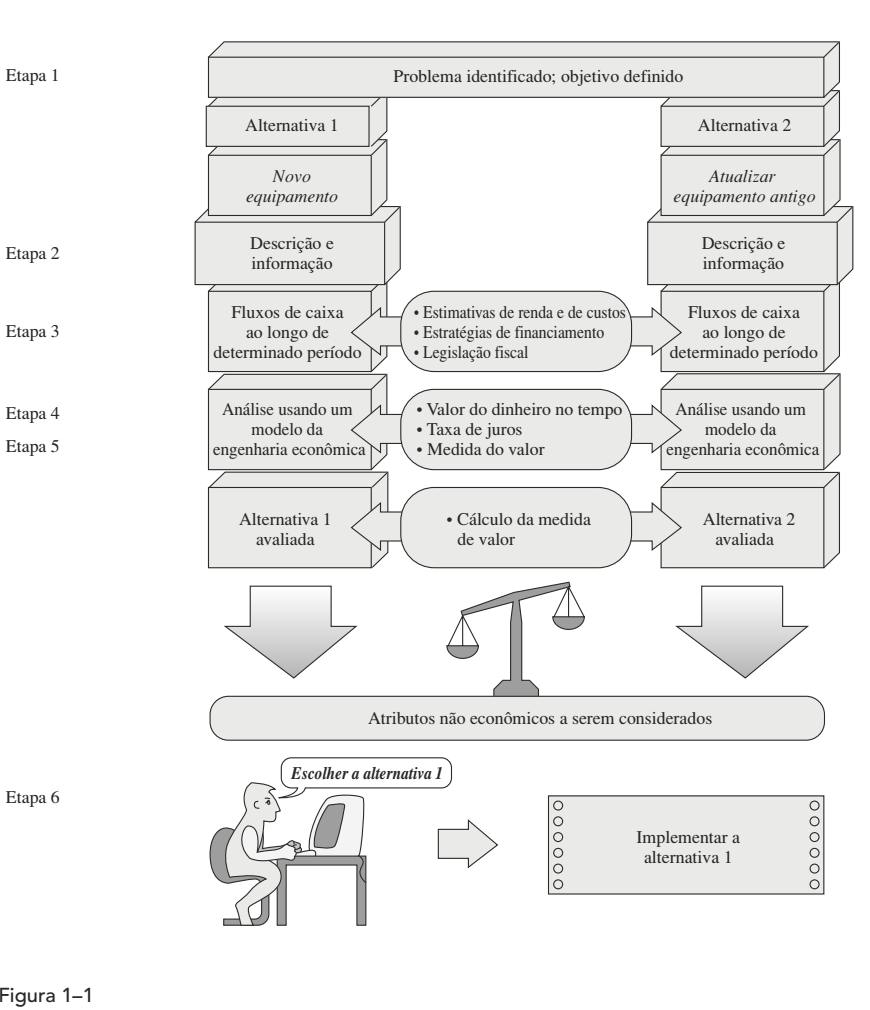 Etapa 1
Problema identificado; objetivo definido
Alternativa 1
Alternativa 2
Novo
equipamento
Atualizar
equipamento antigo
Etapa 2
Descrição e
informação
Descrição e
informação
Etapa 3
Fluxos de caixa
ao longo de
determinado período
• Estimativas de renda e de custos
• Estratégias de financiamento
• Legislação fiscal
Fluxos de caixa
ao longo de
determinado período
Etapa 4
Etapa 5
Análise usando um
modelo da
engenharia econômica
• Valor do dinheiro no tempo
• Taxa de juros
• Medida do valor
Análise usando um
modelo da
engenharia econômica
Alternativa 1
avaliada
• Cálculo da medida
de valor
Alternativa 2
avaliada
Atributos não econômicos a serem considerados
Etapa 6
Escolher a alternativa 1
Implementar a
alternativa 1
Figura 1–1